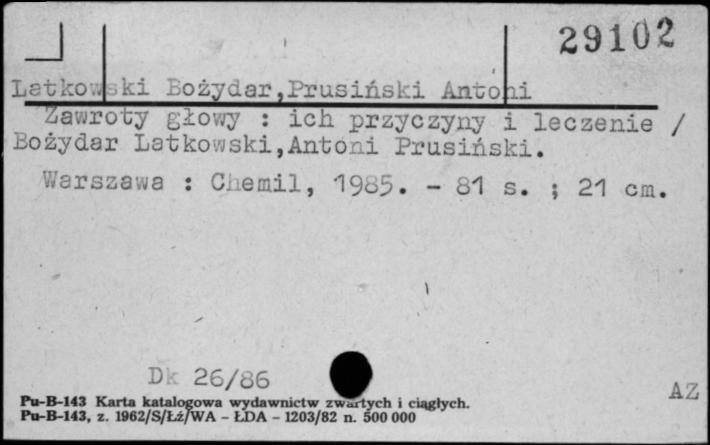 29102
Latkowski Bożydar,Prusiński Antoni
Zawroty głowy : ich przyczyny i leczenie /
Bożydar Latkowski,Antoni Prusiński.
Warszawa : Chemil, 1985. - 81 s. ; 21 cm.
Dk 26/86
AZ
Pu-B-143 Karta katalogowa wydawnictw zwartych i ciągłych.
Pu-B-143, z. 1962/S/Łź/WA - ŁDA - 1203/82 n. 500 000